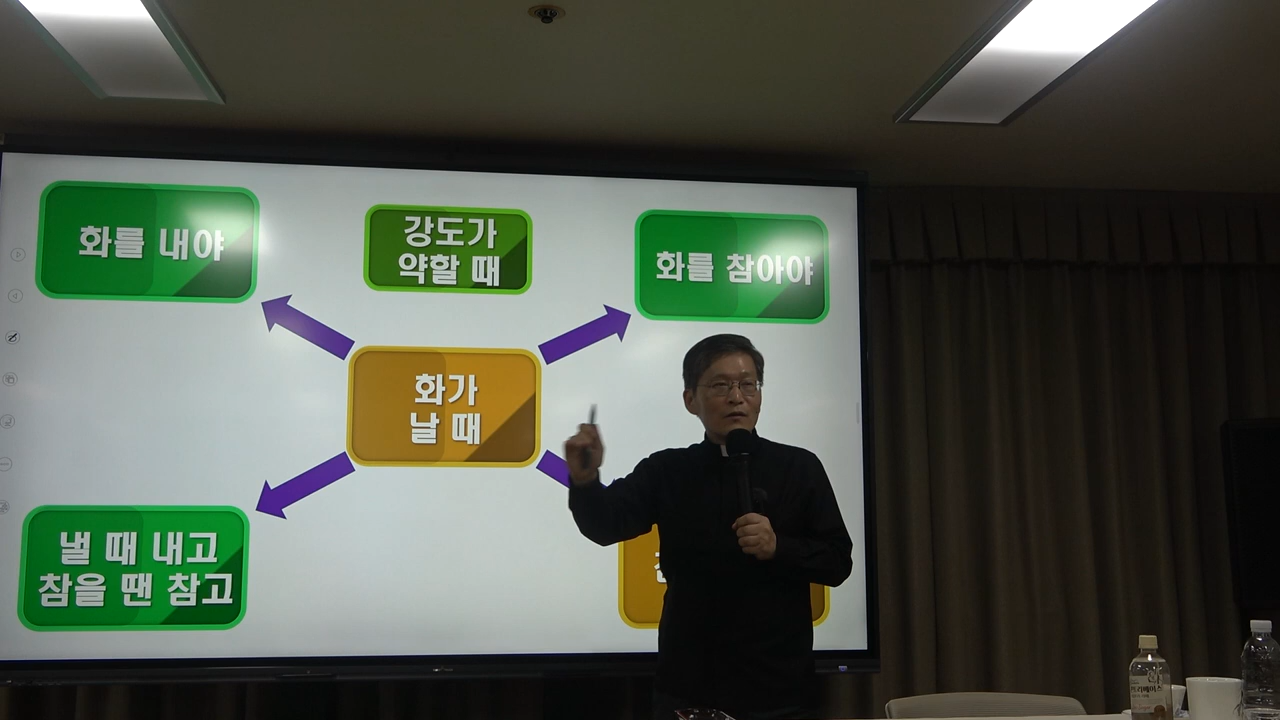 화를 내야
강도가
약할 때
화를 참아야
화가
날 때
낼 때 내고
참을 땐 참고